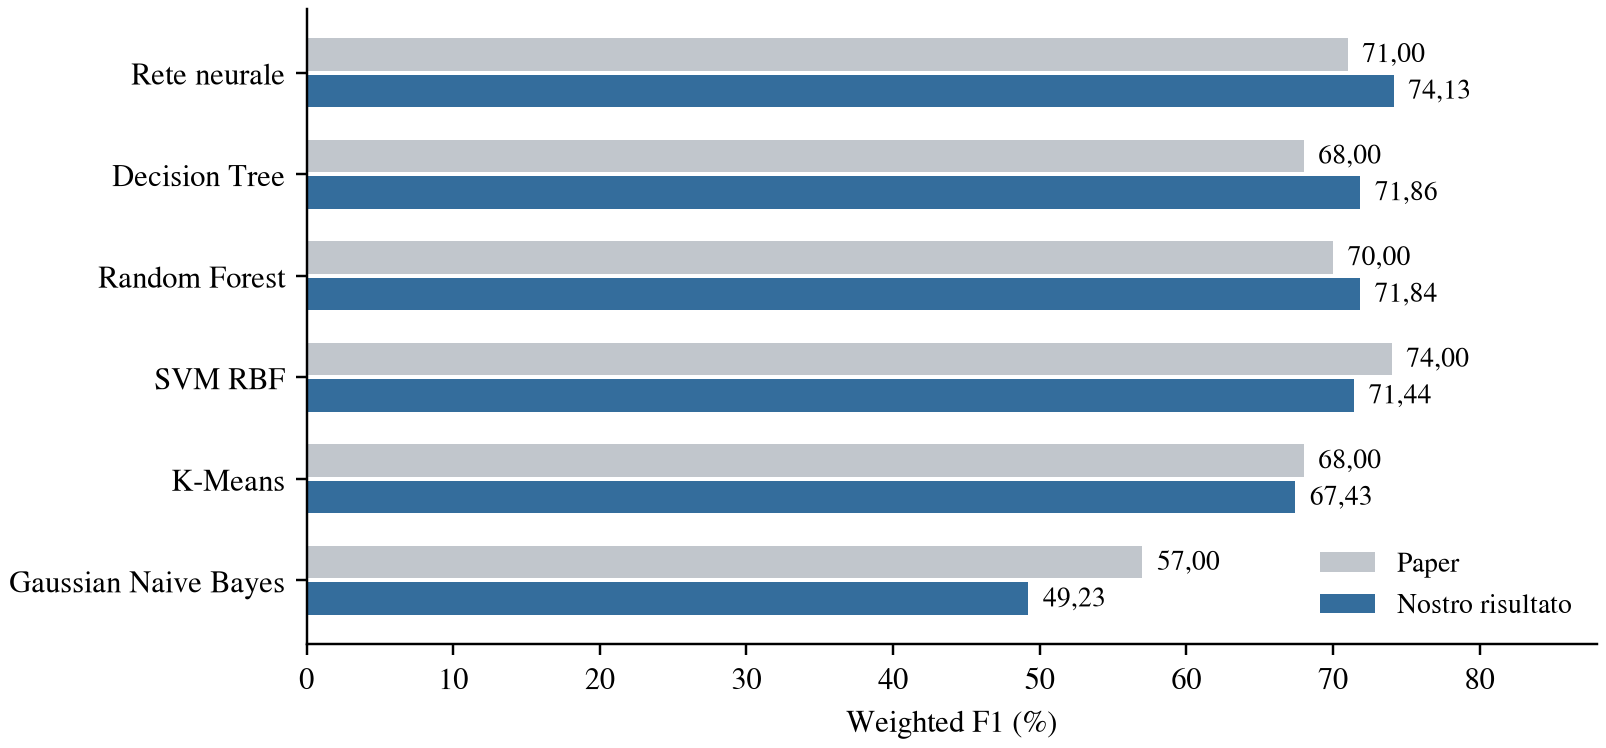 Rete neurale
71,00
74,13
Decision Tree
68,00
71,86
Random Forest
70,00
71,84
SVM RBF
74,00
71,44
K-Means
68,00
67,43
Gaussian Naive Bayes
57,00
49,23
Paper
Nostro risultato
0 10 20 30 40 50 60 70 80
Weighted F1 (%)